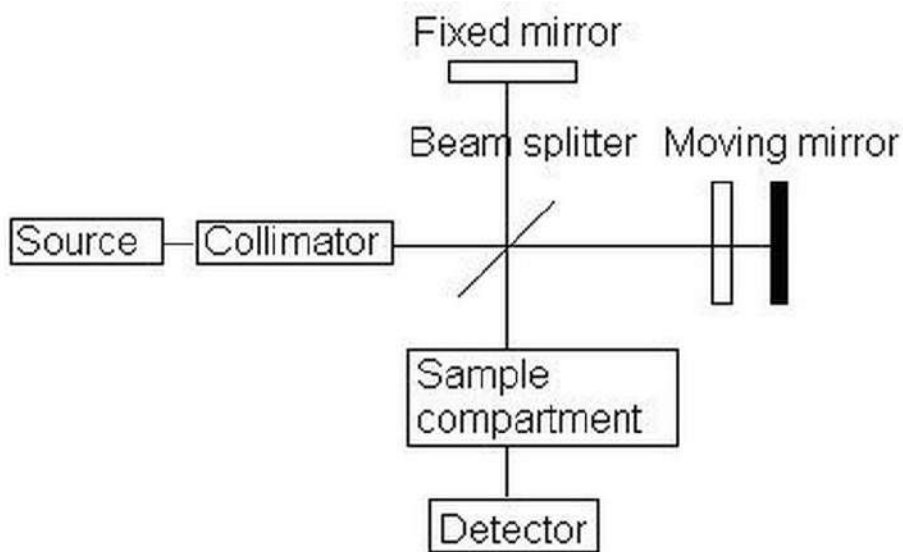 Fixed mirror
Beam splitter
Moving mirror
Source
Collimator
Sample
compartment
Detector